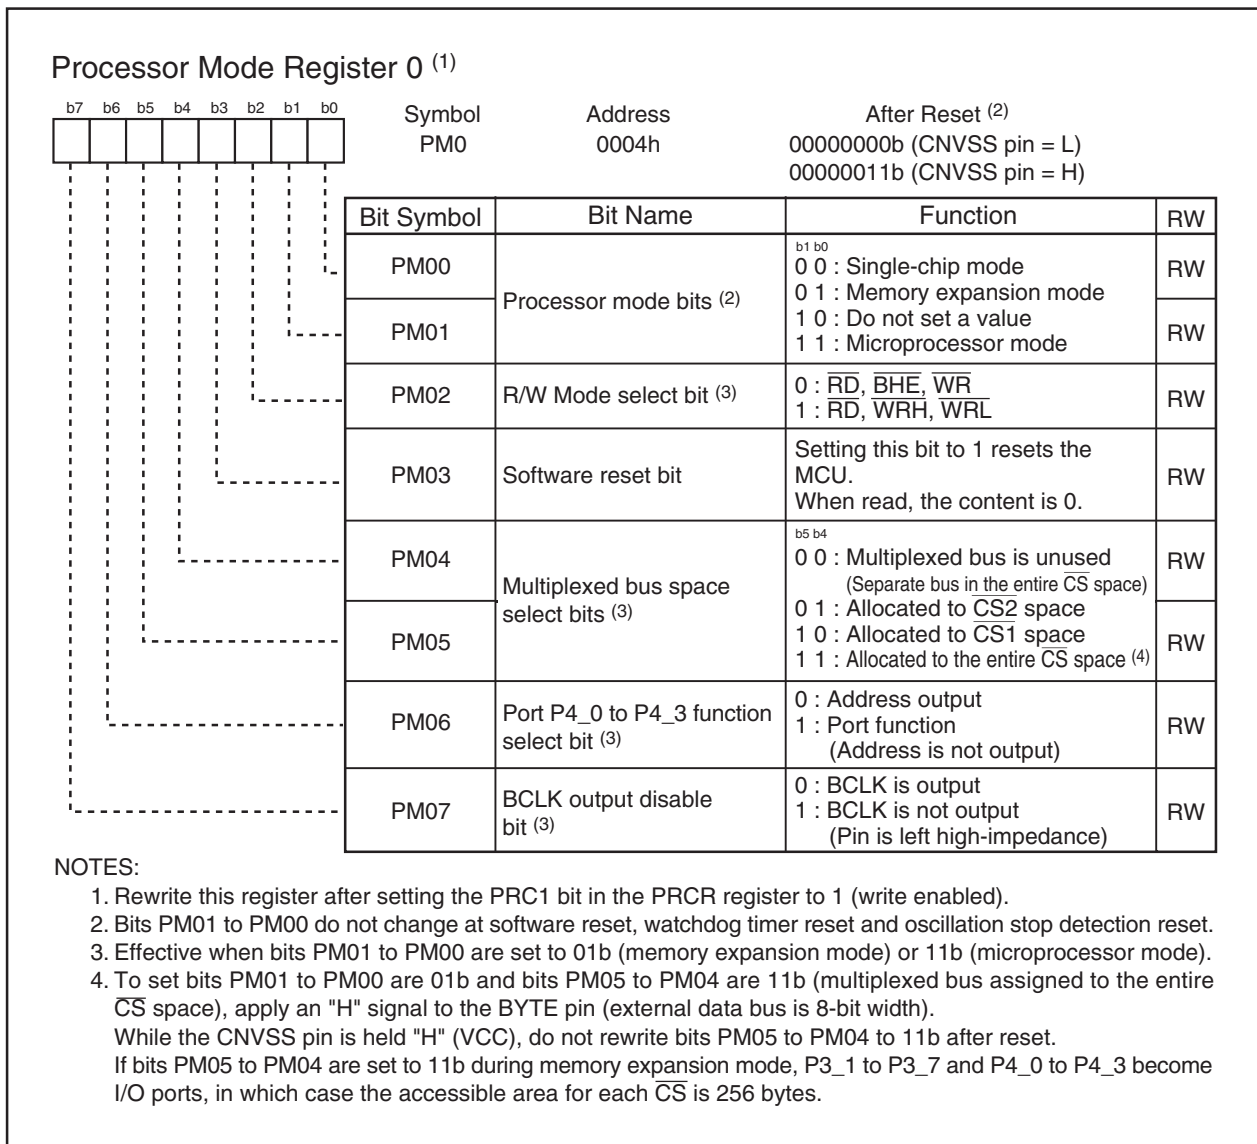 Processor Mode Register 0 (1)
b7 b6 b5 b4 b3 b2 b1 b0
Symbol Address After Reset (2)
PM0 0004h 00000000b (CNVSS pin = L)
00000011b (CNVSS pin = H)
Bit Symbol Bit Name Function RW
PM00 Processor mode bits (2) b1 b0
0 0 : Single-chip mode RW
0 1 : Memory expansion mode
PM01 1 0 : Do not set a value RW
1 1 : Microprocessor mode
PM02 R/W Mode select bit (3) 0 : R̅D̅, B̅H̅E̅, W̅R̅ RW
1 : R̅D̅, W̅R̅H̅, W̅R̅L̅
PM03 Software reset bit Setting this bit to 1 resets the RW
MCU.
When read, the content is 0.
b5 b4
PM04 0 0 : Multiplexed bus is unused RW
Multiplexed bus space (Separate bus in the entire C̅S̅ space)
select bits (3) 0 1 : Allocated to C̅S̅2̅ space
PM05 1 0 : Allocated to C̅S̅1̅ space RW
1 1 : Allocated to the entire C̅S̅ space (4)
PM06 Port P4_0 to P4_3 function 0 : Address output RW
select bit (3) 1 : Port function
(Address is not output)
PM07 BCLK output disable 0 : BCLK is output RW
bit (3) 1 : BCLK is not output
(Pin is left high-impedance)
NOTES:
1. Rewrite this register after setting the PRC1 bit in the PRCR register to 1 (write enabled).
2. Bits PM01 to PM00 do not change at software reset, watchdog timer reset and oscillation stop detection reset.
3. Effective when bits PM01 to PM00 are set to 01b (memory expansion mode) or 11b (microprocessor mode).
4. To set bits PM01 to PM00 are 01b and bits PM05 to PM04 are 11b (multiplexed bus assigned to the entire
C̅S̅ space), apply an "H" signal to the BYTE pin (external data bus is 8-bit width).
While the CNVSS pin is held "H" (VCC), do not rewrite bits PM05 to PM04 to 11b after reset.
If bits PM05 to PM04 are set to 11b during memory expansion mode, P3_1 to P3_7 and P4_0 to P4_3 become
I/O ports, in which case the accessible area for each C̅S̅ is 256 bytes.